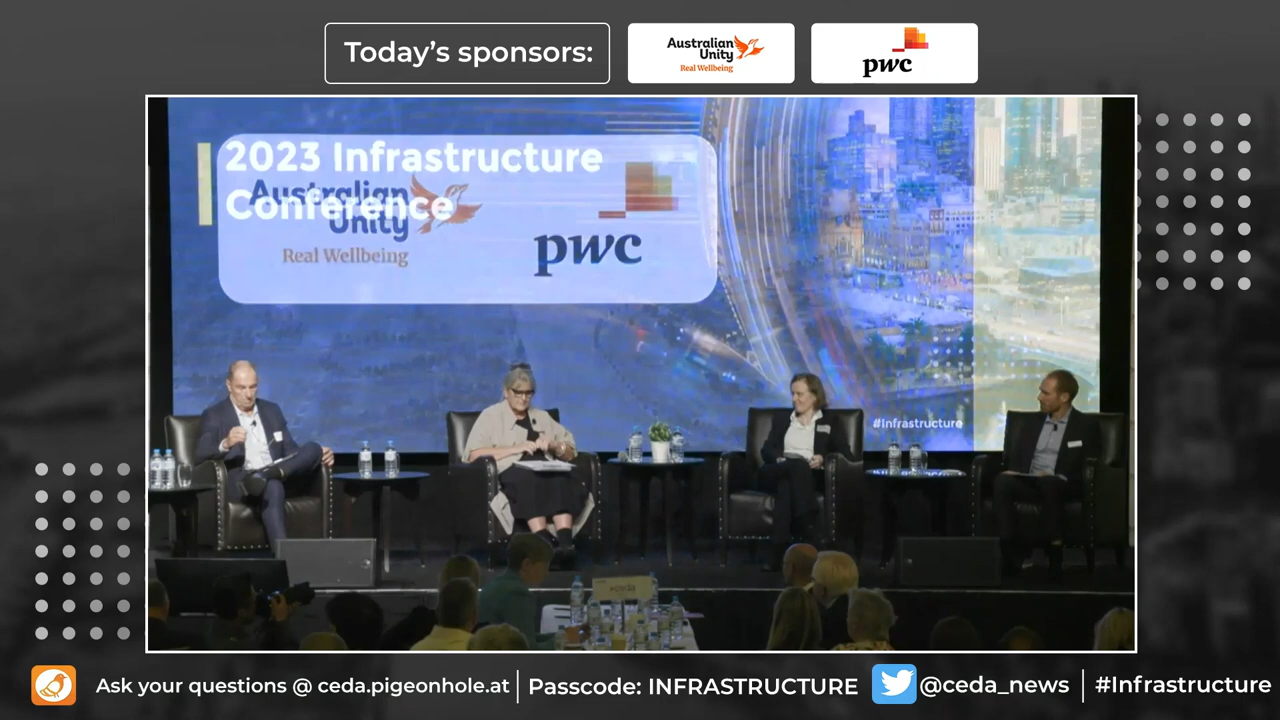 Today's sponsors:
Australian
Unity
Real Wellbeing
pwc
2023 Infrastructure
Conference
Australian
Unity
Real Wellbeing
pwc
#Infrastructure
ceda
Ask your questions @ ceda.pigeonhole.at
Passcode: INFRASTRUCTURE
@ceda_news
#Infrastructure